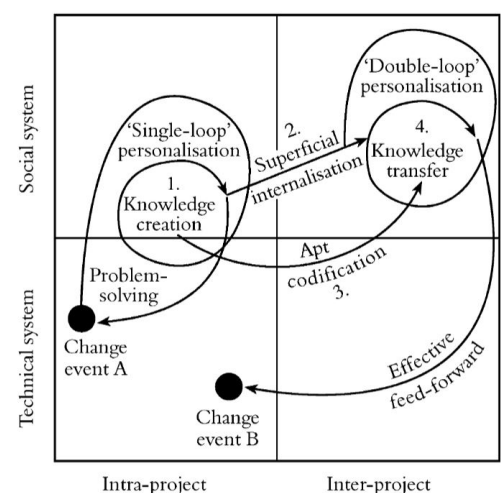 Social system
'Double-loop'
personalisation
4.
Knowledge
transfer
'Single-loop'
personalisation
1.
Knowledge
creation
2.
Superficial
internalisation
Apt
codification
3.
Technical system
Problem-
solving
Change
event A
Change
event B
Effective
feed-forward
Intra-project
Inter-project